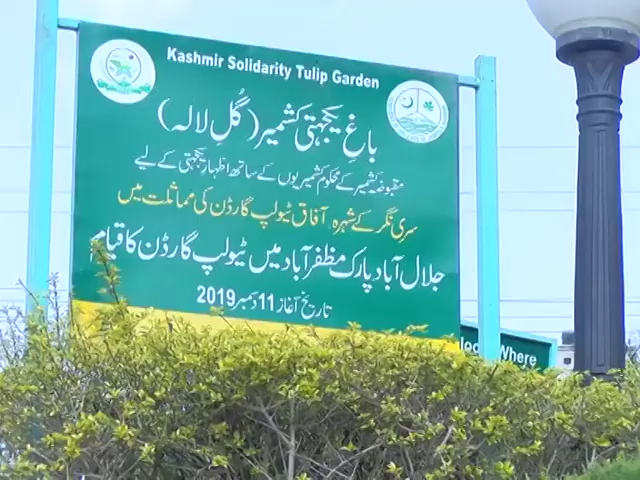 Kashmir Solidarity Tulip Garden
باغِ یکجہتی کشمیر (گُلِ لالہ)
مقبوضہ کشمیر کے محکوم کشمیریوں کے ساتھ اظہار یکجہتی کے لیے
سری نگر کے شہرہ آفاق ٹیولپ گارڈن کی مماثلت میں
جلال آباد پارک مظفرآباد میں ٹیولپ گارڈن کا قیام
تاریخ آغاز 11 دسمبر 2019
Where